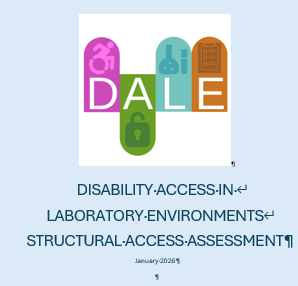 DALE
DISABILITY·ACCESS·IN·↵
LABORATORY·ENVIRONMENTS↵
STRUCTURAL·ACCESS·ASSESSMENT¶
January·2026¶
¶